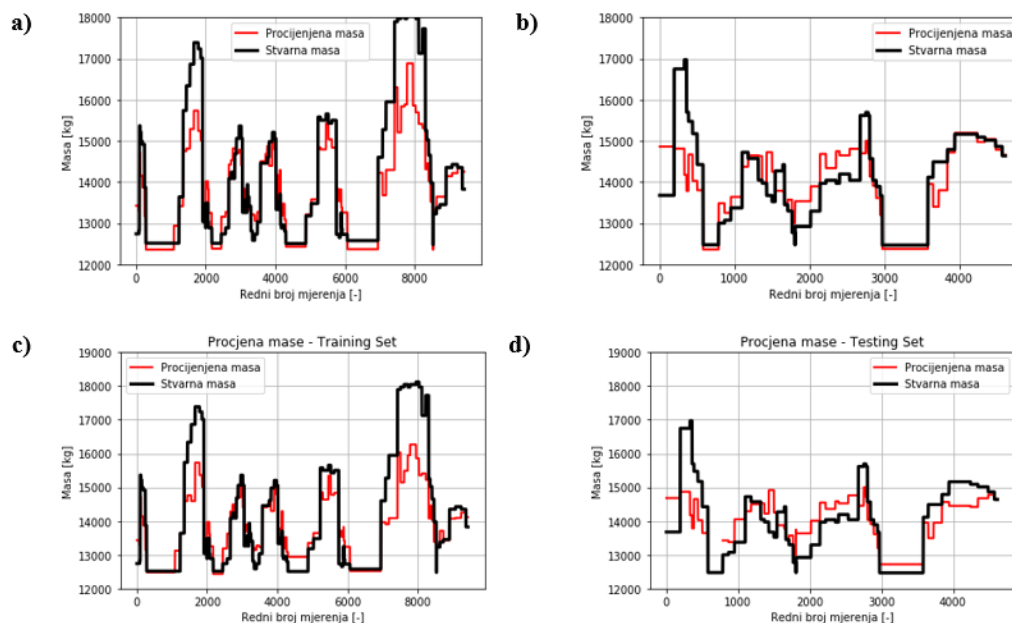 a)
18000
17000
16000
15000
14000
13000
12000
Masa [kg]
Procijenjena masa
Stvarna masa
0 2000 4000 6000 8000
Redni broj mjerenja [-]
b)
18000
17000
16000
15000
14000
13000
12000
Masa [kg]
Procijenjena masa
Stvarna masa
0 1000 2000 3000 4000
Redni broj mjerenja [-]
c)
Procjena mase - Training Set
19000
18000
17000
16000
15000
14000
13000
12000
Masa [kg]
Procijenjena masa
Stvarna masa
0 2000 4000 6000 8000
Redni broj mjerenja [-]
d)
Procjena mase - Testing Set
19000
18000
17000
16000
15000
14000
13000
12000
Masa [kg]
Procijenjena masa
Stvarna masa
0 1000 2000 3000 4000
Redni broj mjerenja [-]